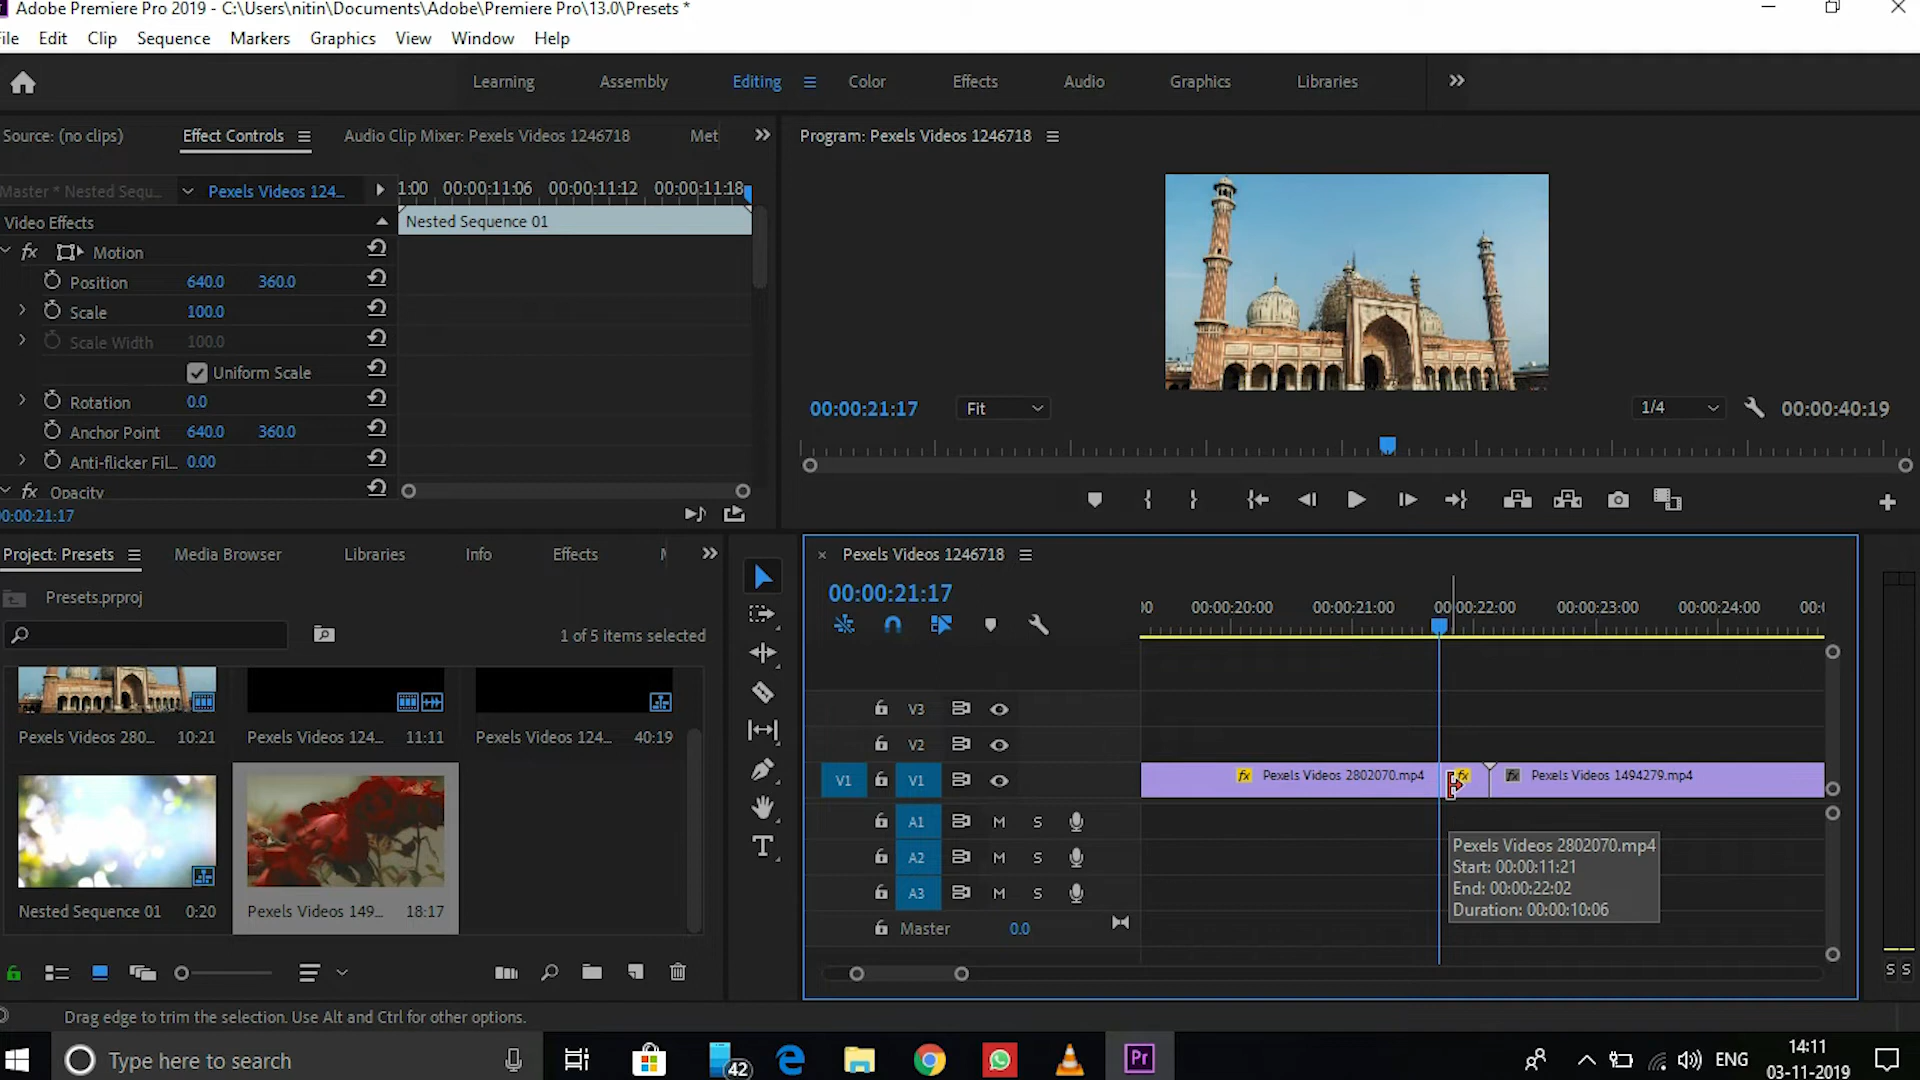 Adobe Premiere Pro 2019 - C:\Users\nitin\Documents\Adobe\Premiere Pro\13.0\Presets *
File Edit Clip Sequence Markers Graphics View Window Help
Learning Assembly Editing Color Effects Audio Graphics Libraries
Source: (no clips) Effect Controls Audio Clip Mixer: Pexels Videos 1246718 Met
Program: Pexels Videos 1246718
Master * Nested Sequ... Pexels Videos 124...
1:00 00:00:11:06 00:00:11:12 00:00:11:18
Video Effects
Nested Sequence 01
fx Motion
Position 640.0 360.0
Scale 100.0
Scale Width 100.0
Uniform Scale
Rotation 0.0
Anchor Point 640.0 360.0
Anti-flicker Fil... 0.00
fx Opacity
0:00:21:17
00:00:21:17 Fit 1/4 00:00:40:19
Project: Presets Media Browser Libraries Info Effects
Presets.prproj
1 of 5 items selected
Pexels Videos 280... 10:21
Pexels Videos 124... 11:11
Pexels Videos 124... 40:19
Nested Sequence 01 0:20
Pexels Videos 149... 18:17
Pexels Videos 1246718
00:00:21:17
00 00:00:20:00 00:00:21:00 00:00:22:00 00:00:23:00 00:00:24:00 00:
V3
V2
V1 V1 fx Pexels Videos 2802070.mp4 fx fx Pexels Videos 1494279.mp4
A1 M S
A2 M S
A3 M S
Master 0.0
Pexels Videos 2802070.mp4
Start: 00:00:11:21
End: 00:00:22:02
Duration: 00:00:10:06
S S
Drag edge to trim the selection. Use Alt and Ctrl for other options.
Type here to search
42
Pr
ENG
14:11
03-11-2019